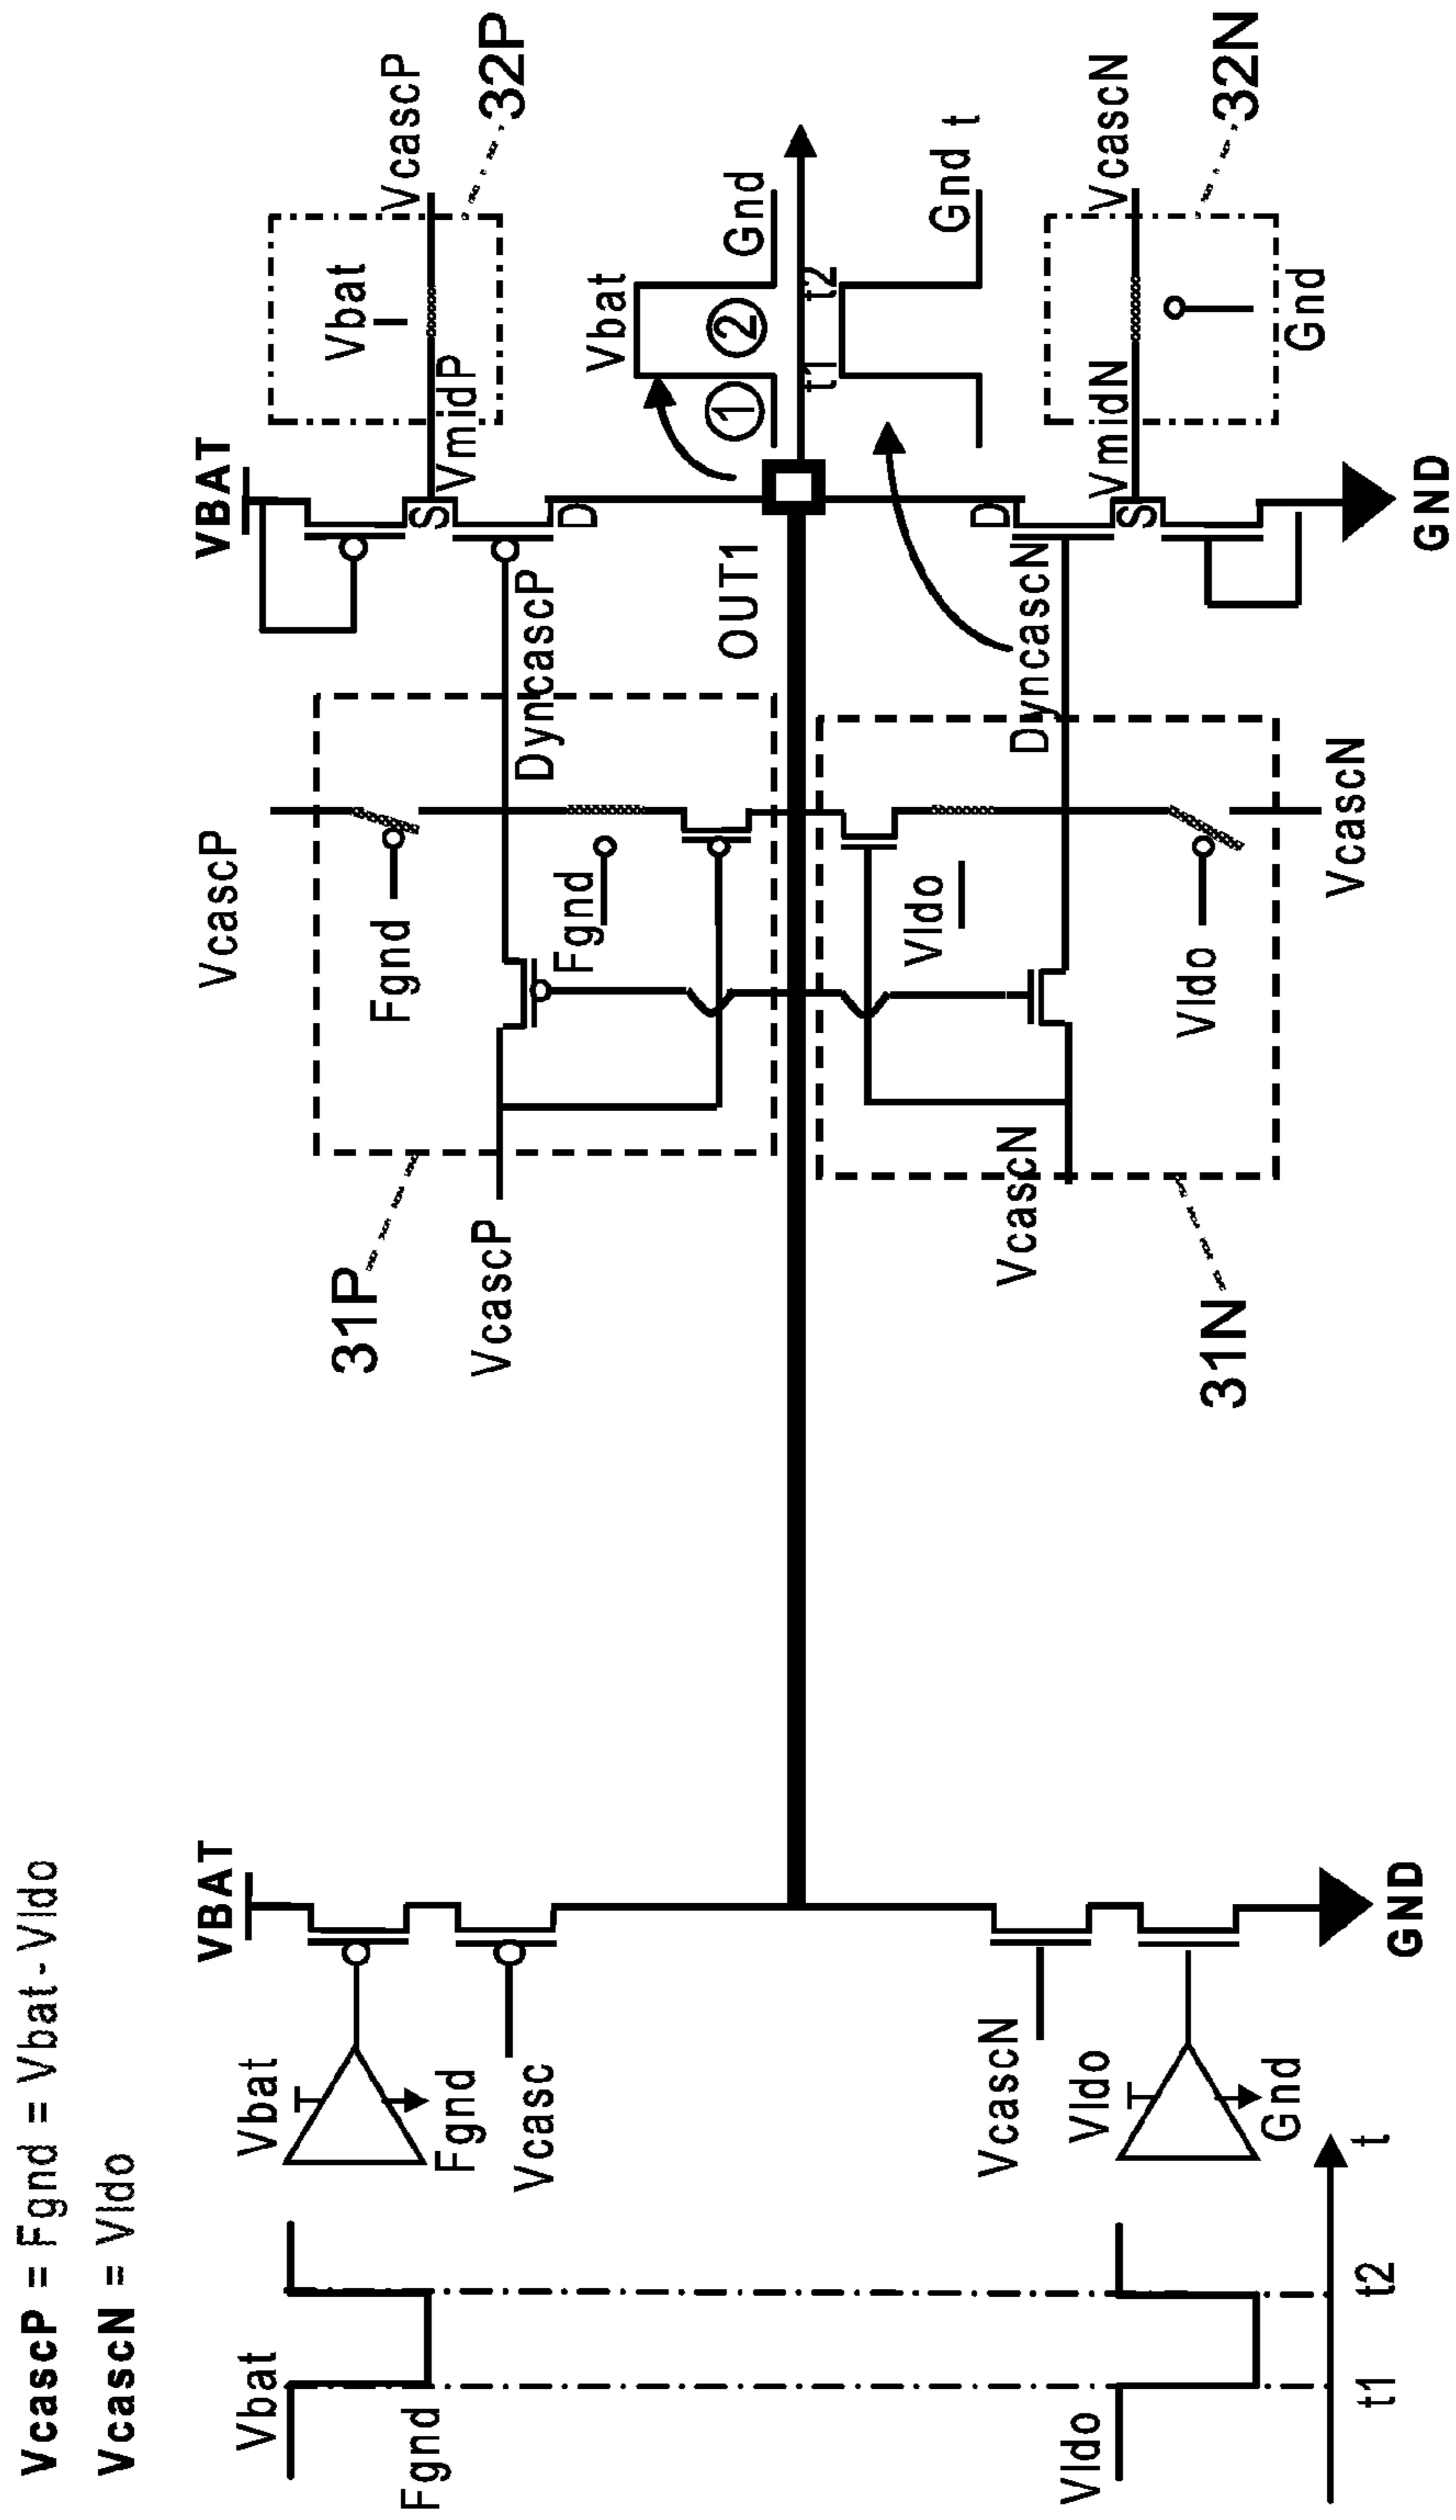 VcascP = Fgnd = Vbat-Vldo
VcascN = Vldo
Vbat
Fgnd
Vldo
t1
t2
t
Vbat
Fgnd
Vcasc
VcascN
Vldo
Gnd
VBAT
GND
31P
VcascP
VcascN
31N
VcascP
Fgnd
Fgnd
Vldo
Vldo
VcascN
DyncascP
OUT1
DyncascN
VBAT
S
D
D
S
GND
VmidP
VmidN
Vbat
VcascP
32P
Vbat
1
2
Gnd
t1
t2
Gnd
t
VcascN
32N
Gnd